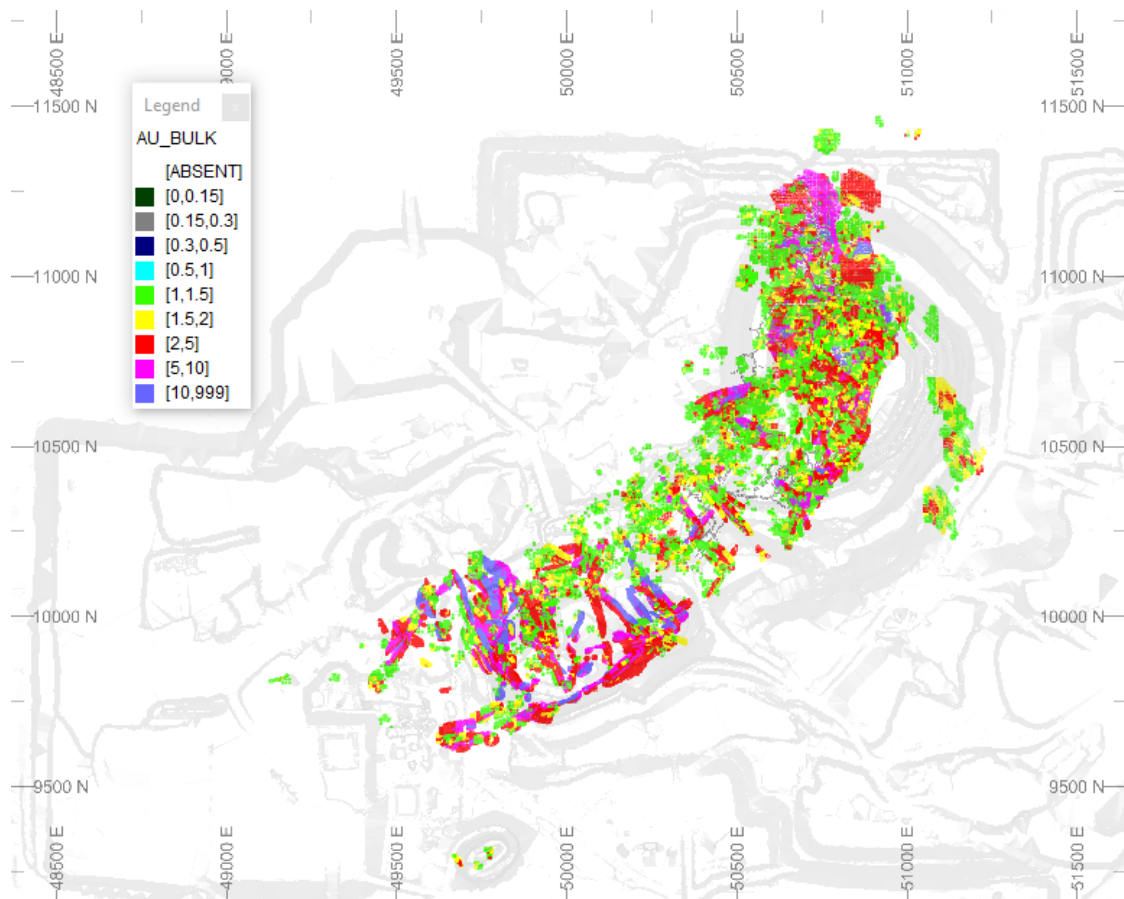 48500 E
9000 E
49500 E
50000 E
50500 E
51000 E
51500 E
11500 N
11500 N
Legend
x
AU_BULK
[ABSENT]
[0,0.15]
[0.15,0.3]
[0.3,0.5]
[0.5,1]
[1,1.5]
[1.5,2]
[2,5]
[5,10]
[10,999]
11000 N
11000 N
10500 N
10500 N
10000 N
10000 N
9500 N
9500 N
48500 E
49000 E
49500 E
50000 E
50500 E
51000 E
51500 E